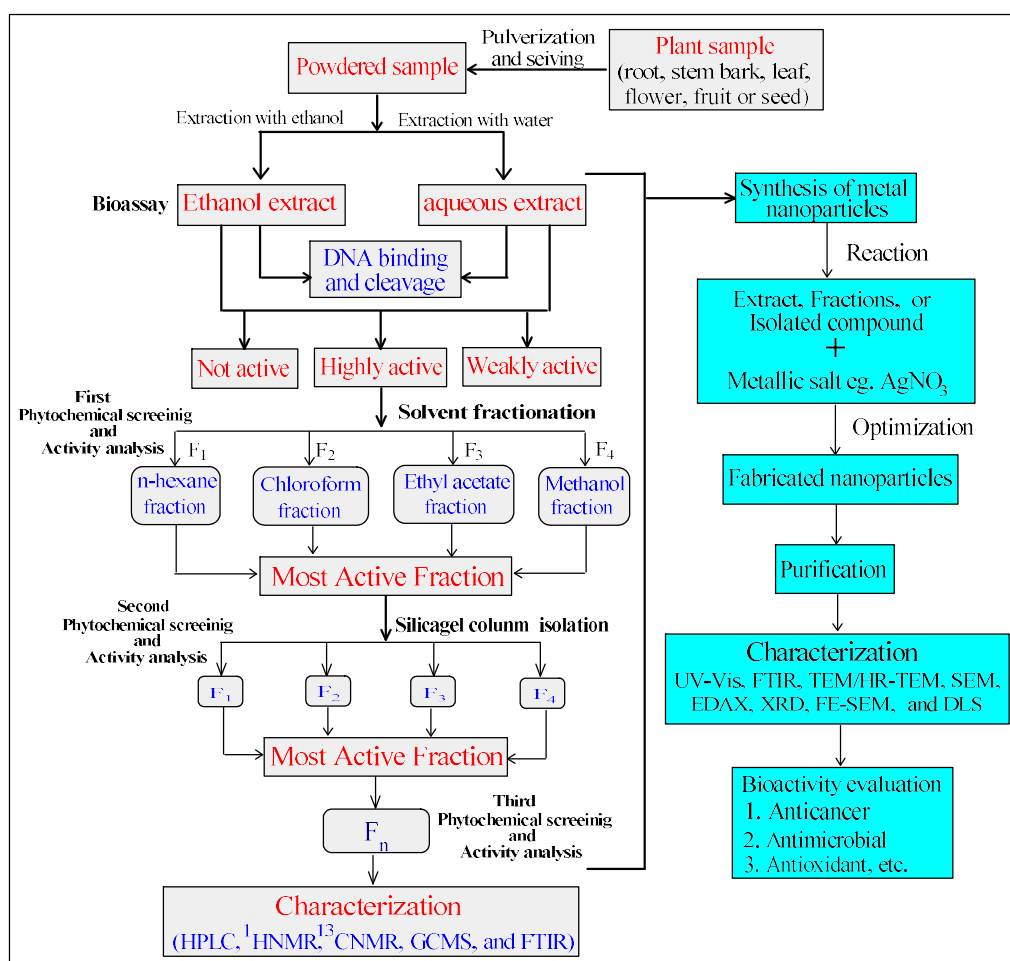 Pulverization
and seiving
Plant sample
(root, stem bark, leaf,
flower, fruit or seed)
Powdered sample
Extraction with ethanol
Extraction with water
Bioassay
Ethanol extract
aqueous extract
DNA binding
and cleavage
Not active
Highly active
Weakly active
First
Phytochemical screeinig
and
Activity analysis
Solvent fractionation
F₁
F₂
F₃
F₄
n-hexane
fraction
Chloroform
fraction
Ethyl acetate
fraction
Methanol
fraction
Most Active Fraction
Second
Phytochemical screeinig
and
Activity analysis
Silicagel colunm isolation
F₁
F₂
F₃
F₄
Most Active Fraction
Third
Phytochemical screeinig
and
Activity analysis
Fₙ
Characterization
(HPLC, ¹HNMR, ¹³CNMR, GCMS, and FTIR)
Synthesis of metal
nanoparticles
Reaction
Extract, Fractions, or
Isolated compound
+
Metallic salt eg. AgNO₃
Optimization
Fabricated nanoparticles
Purification
Characterization
UV-Vis, FTIR, TEM/HR-TEM, SEM,
EDAX, XRD, FE-SEM, and DLS
Bioactivity evaluation
1. Anticancer
2. Antimicrobial
3. Antioxidant, etc.